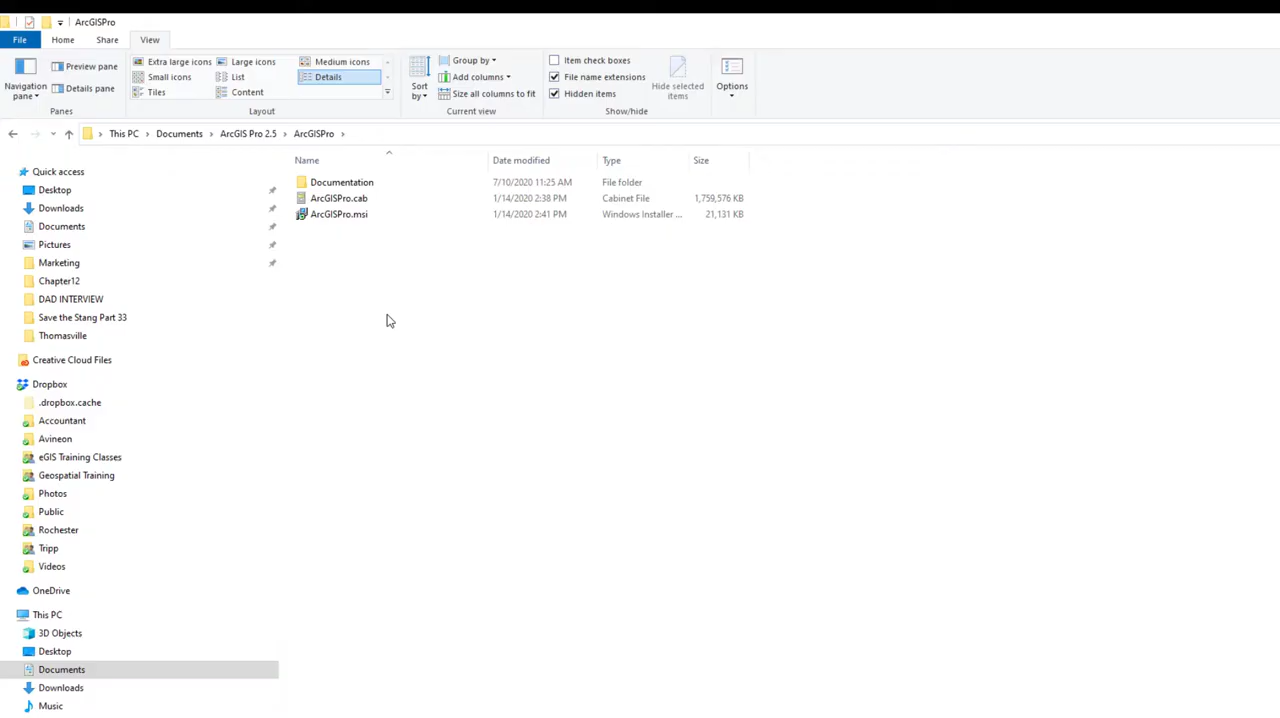 ArcGISPro
File Home Share View
Navigation pane
Preview pane
Details pane
Panes
Extra large icons Large icons Medium icons
Small icons List Details
Tiles Content
Layout
Sort by
Group by
Add columns
Size all columns to fit
Current view
Item check boxes
File name extensions
Hidden items
Hide selected items
Show/hide
Options
This PC > Documents > ArcGIS Pro 2.5 > ArcGISPro >
Name Date modified Type Size
Documentation 7/10/2020 11:25 AM File folder
ArcGISPro.cab 1/14/2020 2:38 PM Cabinet File 1,759,576 KB
ArcGISPro.msi 1/14/2020 2:41 PM Windows Installer ... 21,131 KB
Quick access
Desktop
Downloads
Documents
Pictures
Marketing
Chapter12
DAD INTERVIEW
Save the Stang Part 33
Thomasville
Creative Cloud Files
Dropbox
.dropbox.cache
Accountant
Avineon
eGIS Training Classes
Geospatial Training
Photos
Public
Rochester
Tripp
Videos
OneDrive
This PC
3D Objects
Desktop
Documents
Downloads
Music